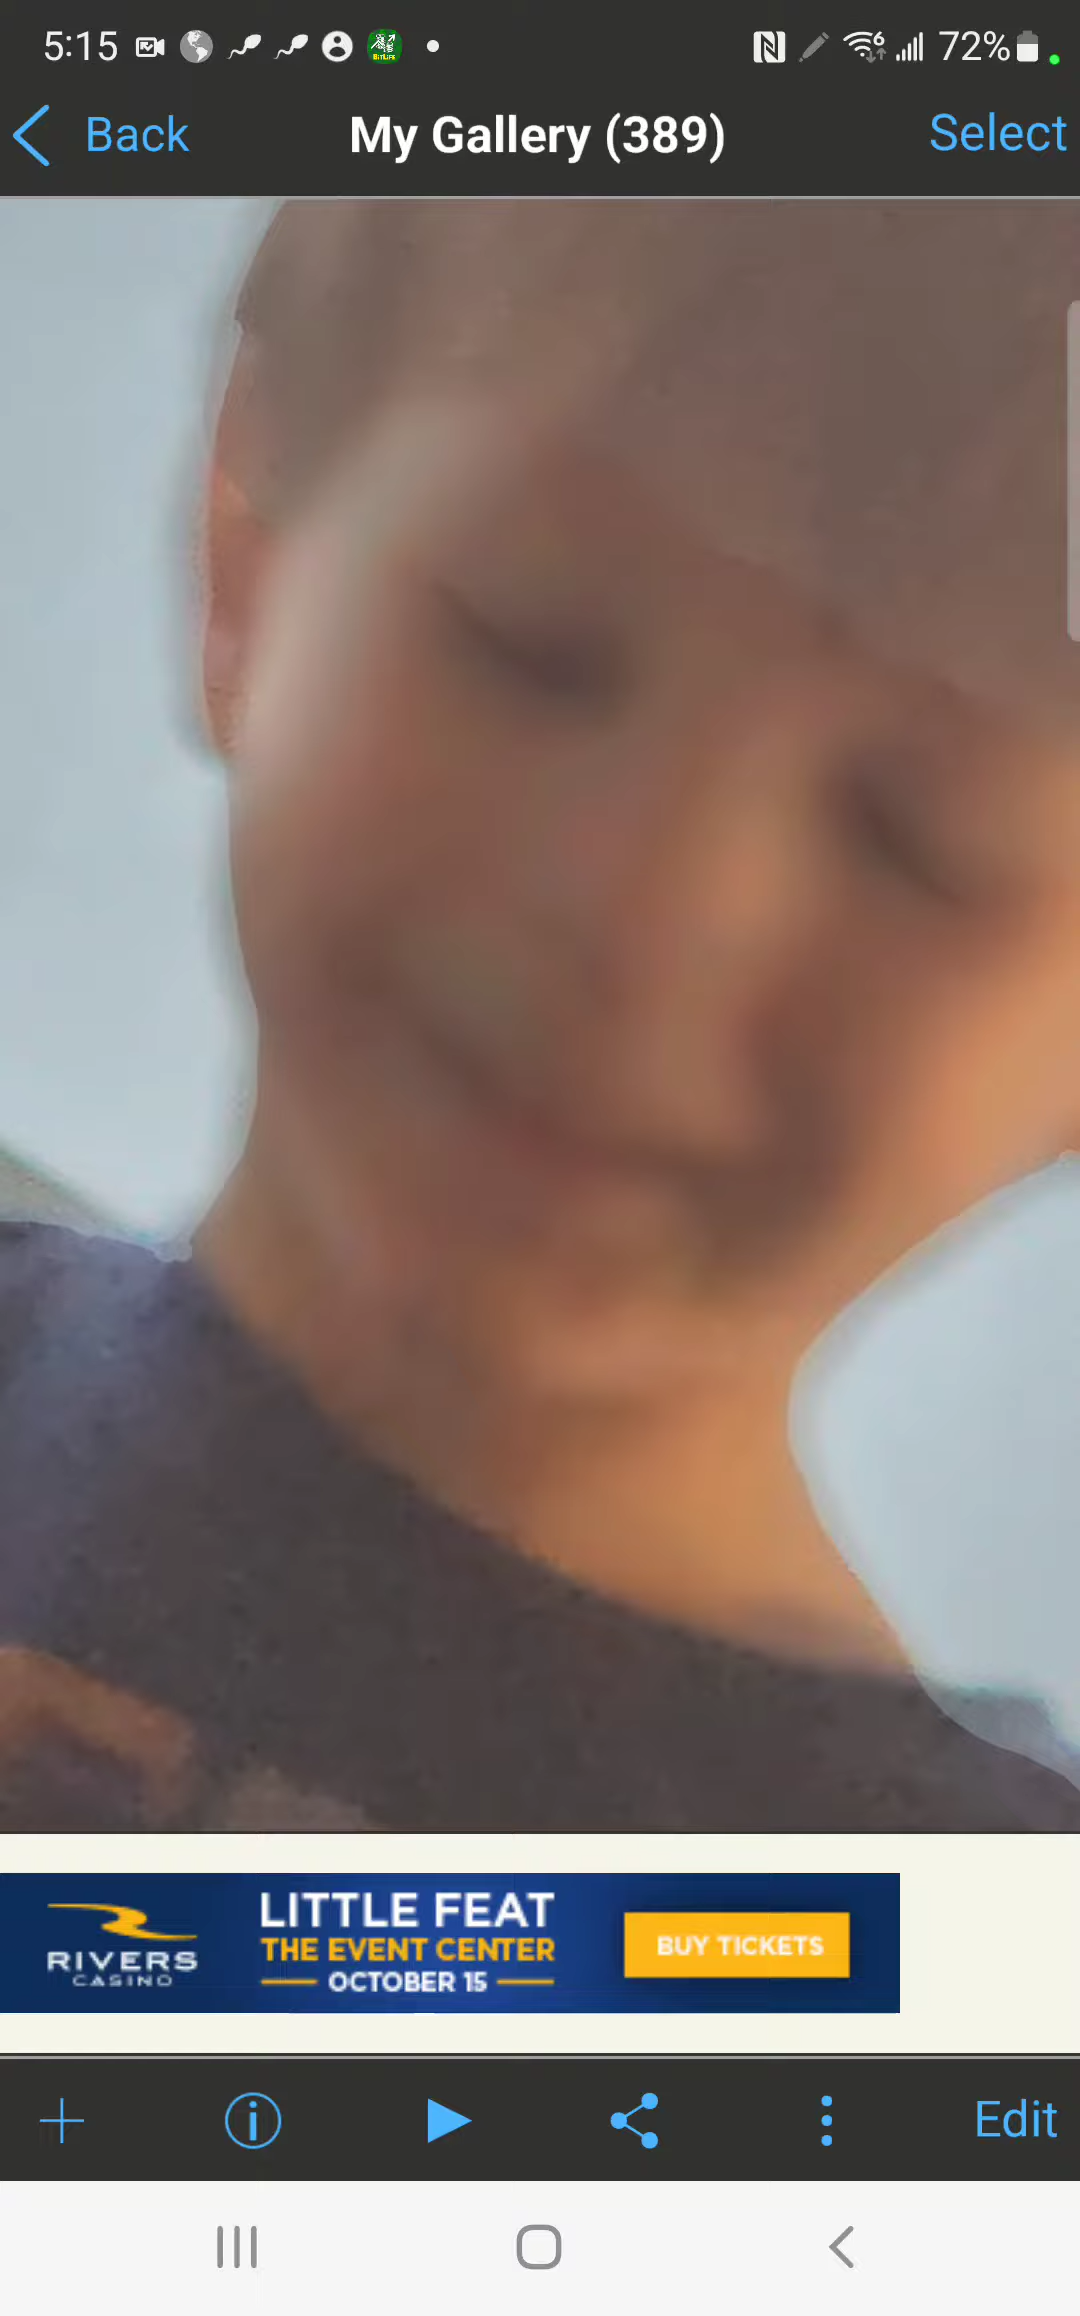 5:15
72%
Back
My Gallery (389)
Select
RIVERS
CASINO
LITTLE FEAT
THE EVENT CENTER
OCTOBER 15
BUY TICKETS
Edit